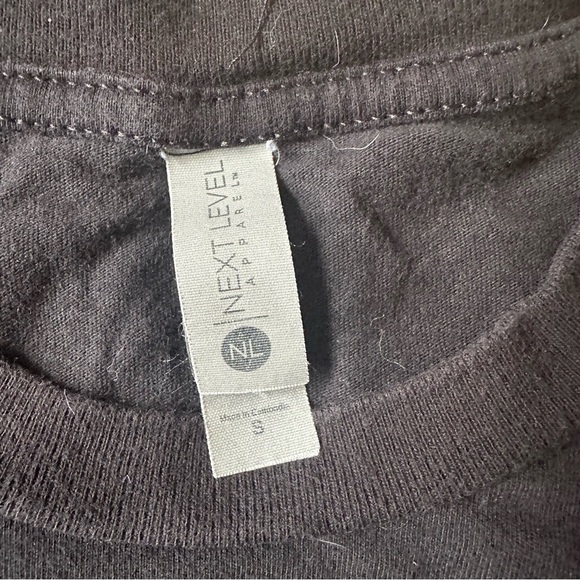 NEXT LEVEL
APPAREL™
NL
Made in Cambodia
S